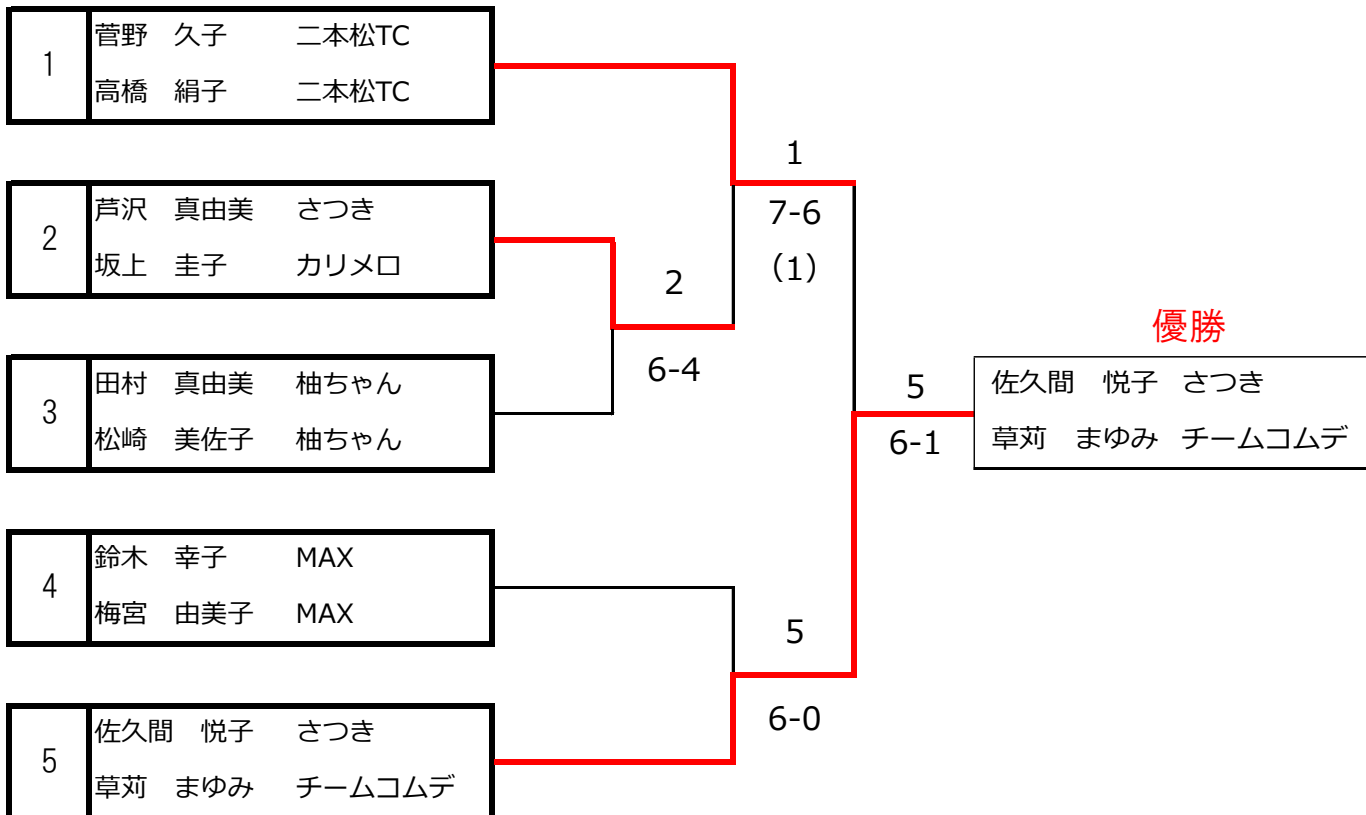 1
菅野 久子 二本松TC
高橋 絹子 二本松TC
2
芦沢 真由美 さつき
坂上 圭子 カリメロ
3
田村 真由美 柚ちゃん
松崎 美佐子 柚ちゃん
4
鈴木 幸子 MAX
梅宮 由美子 MAX
5
佐久間 悦子 さつき
草苅 まゆみ チームコムデ
2
6-4
1
7-6
(1)
5
6-0
5
6-1
優勝
佐久間 悦子 さつき
草苅 まゆみ チームコムデ